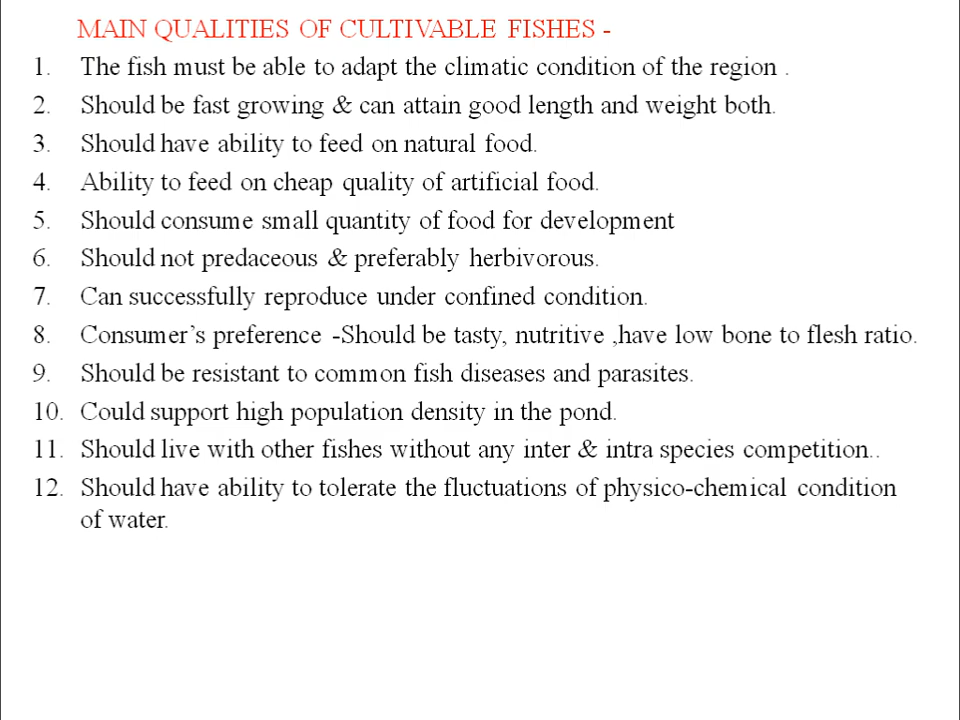 MAIN QUALITIES OF CULTIVABLE FISHES -
1. The fish must be able to adapt the climatic condition of the region .
2. Should be fast growing & can attain good length and weight both.
3. Should have ability to feed on natural food.
4. Ability to feed on cheap quality of artificial food.
5. Should consume small quantity of food for development
6. Should not predaceous & preferably herbivorous.
7. Can successfully reproduce under confined condition.
8. Consumer’s preference -Should be tasty, nutritive ,have low bone to flesh ratio.
9. Should be resistant to common fish diseases and parasites.
10. Could support high population density in the pond.
11. Should live with other fishes without any inter & intra species competition..
12. Should have ability to tolerate the fluctuations of physico-chemical condition
of water.